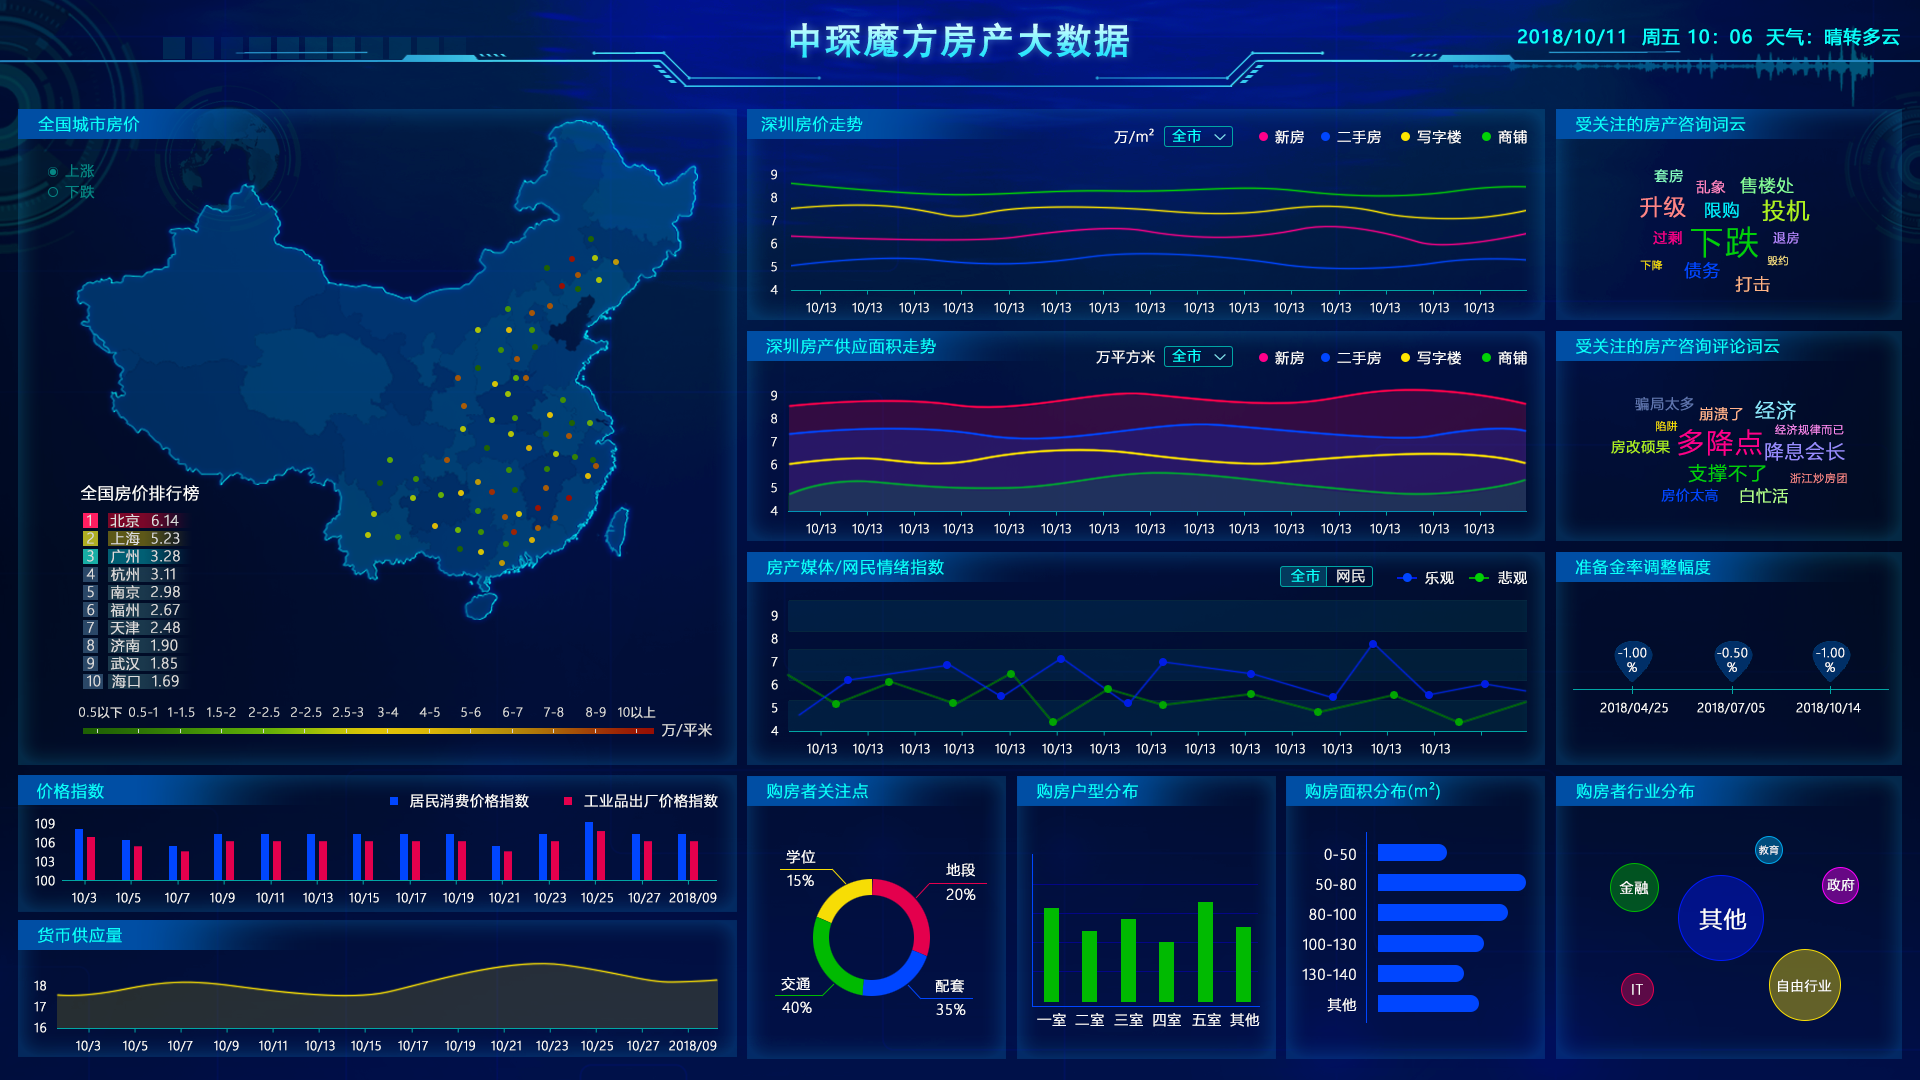 中琛魔方房产大数据
2018/10/11 周五 10：06 天气：晴转多云
全国城市房价
上涨
下跌
全国房价排行榜
1 北京 6.14
2 上海 5.23
3 广州 3.28
4 杭州 3.11
5 南京 2.98
6 福州 2.67
7 天津 2.48
8 济南 1.90
9 武汉 1.85
10 海口 1.69
0.5以下 0.5-1 1-1.5 1.5-2 2-2.5 2-2.5 2.5-3 3-4 4-5 5-6 6-7 7-8 8-9 10以上
万/平米
深圳房价走势
万/m² 全市 新房 二手房 写字楼 商铺
9
8
7
6
5
4
10/13 10/13 10/13 10/13 10/13 10/13 10/13 10/13 10/13 10/13 10/13 10/13 10/13 10/13 10/13
深圳房产供应面积走势
万平方米 全市 新房 二手房 写字楼 商铺
9
8
7
6
5
4
10/13 10/13 10/13 10/13 10/13 10/13 10/13 10/13 10/13 10/13 10/13 10/13 10/13 10/13 10/13
房产媒体/网民情绪指数
全市 网民 乐观 悲观
9
8
7
6
5
4
10/13 10/13 10/13 10/13 10/13 10/13 10/13 10/13 10/13 10/13 10/13 10/13 10/13 10/13
受关注的房产咨询词云
套房
乱象
售楼处
升级
限购
投机
过剩
下跌
退房
下降
债务
毁约
打击
受关注的房产咨询评论词云
骗局太多
崩溃了
经济
陷阱
经济规律而已
房改硕果
多降点
降息会长
支撑不了
浙江炒房团
房价太高
白忙活
准备金率调整幅度
-1.00
%
-0.50
%
-1.00
%
2018/04/25 2018/07/05 2018/10/14
价格指数
居民消费价格指数 工业品出厂价格指数
109
106
103
100
10/3 10/5 10/7 10/9 10/11 10/13 10/15 10/17 10/19 10/21 10/23 10/25 10/27 2018/09
货币供应量
18
17
16
10/3 10/5 10/7 10/9 10/11 10/13 10/15 10/17 10/19 10/21 10/23 10/25 10/27 2018/09
购房者关注点
学位
15%
地段
20%
交通
40%
配套
35%
购房户型分布
一室 二室 三室 四室 五室 其他
购房面积分布(m²)
0-50
50-80
80-100
100-130
130-140
其他
购房者行业分布
教育
金融
政府
其他
IT
自由行业